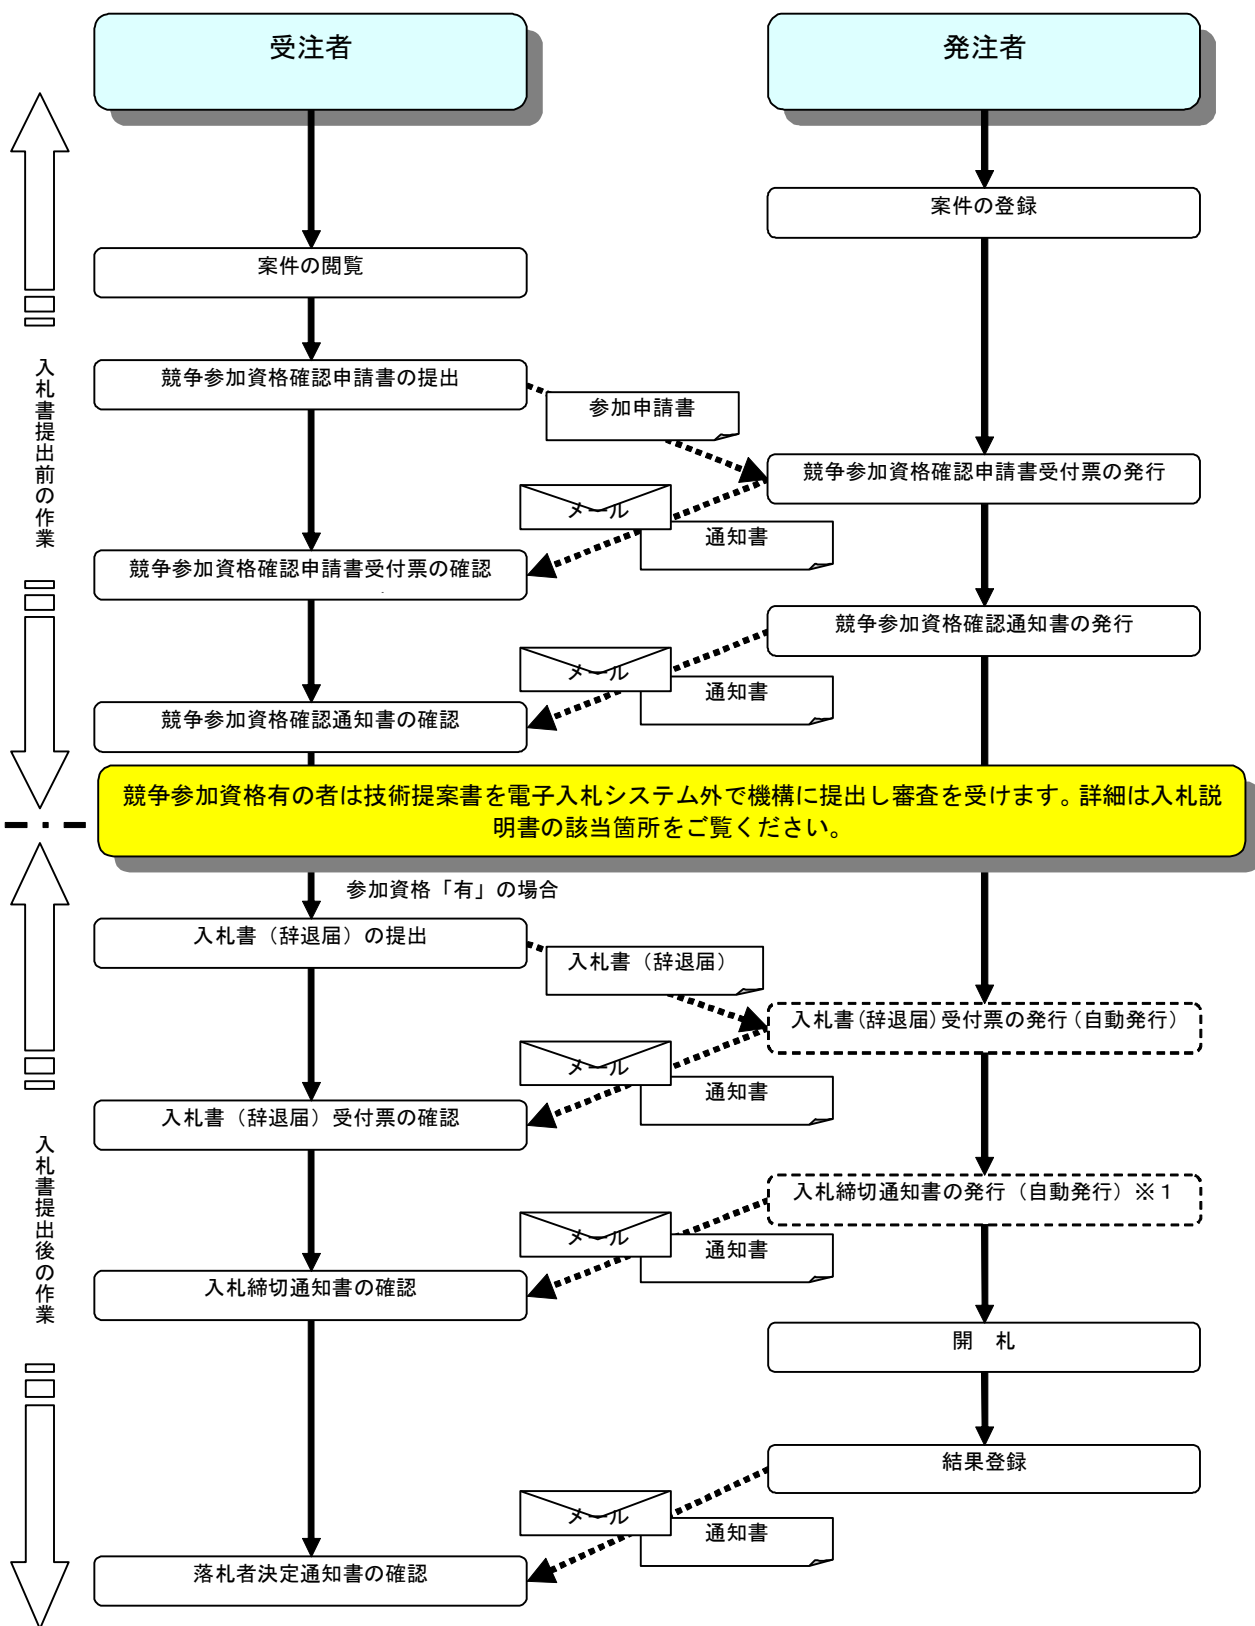 受注者
発注者
案件の登録
案件の閲覧
競争参加資格確認申請書の提出
参加申請書
競争参加資格確認申請書受付票の発行
メール
通知書
競争参加資格確認申請書受付票の確認
競争参加資格確認通知書の発行
メール
通知書
競争参加資格確認通知書の確認
入札書提出前の作業
競争参加資格有の者は技術提案書を電子入札システム外で機構に提出し審査を受けます。詳細は入札説
明書の該当箇所をご覧ください。
参加資格「有」の場合
入札書（辞退届）の提出
入札書（辞退届）
入札書（辞退届）受付票の発行（自動発行）
メール
通知書
入札書（辞退届）受付票の確認
入札締切通知書の発行（自動発行）※１
メール
通知書
入札締切通知書の確認
入札書提出後の作業
開　札
結果登録
メール
通知書
落札者決定通知書の確認